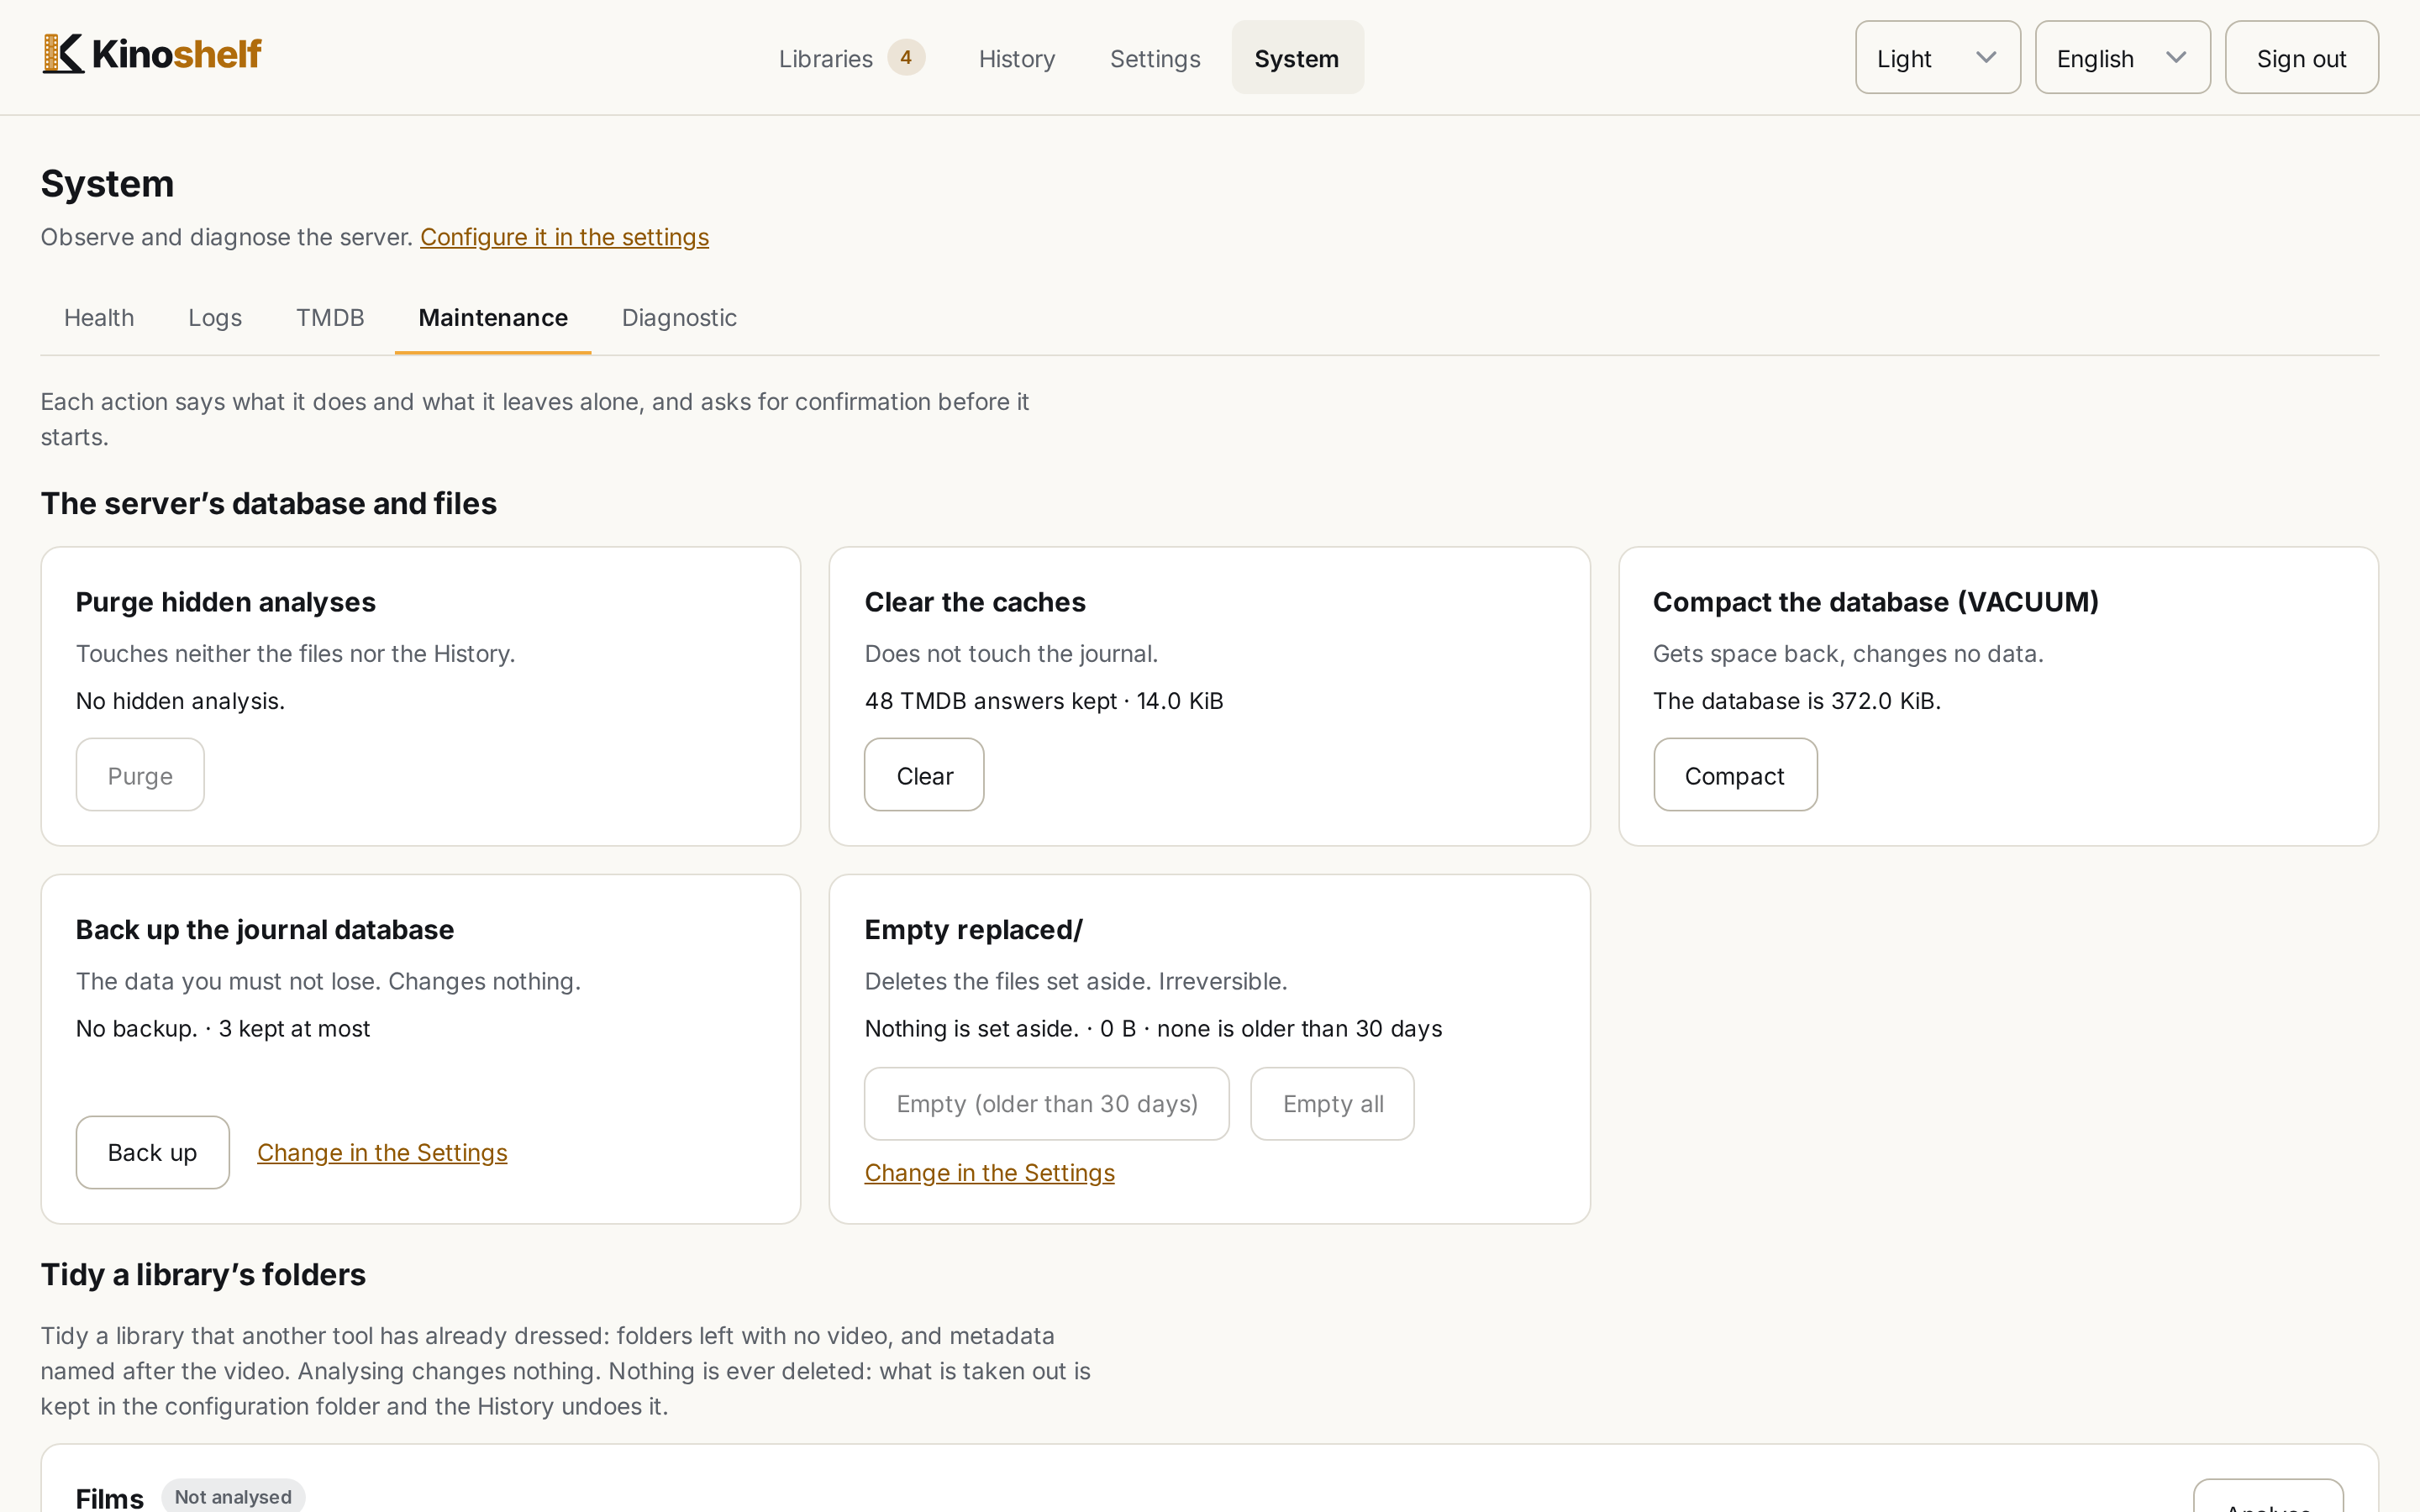 Kinoshelf
Libraries 4
History
Settings
System
Light
English
Sign out
System
Observe and diagnose the server. Configure it in the settings
Health
Logs
TMDB
Maintenance
Diagnostic
Each action says what it does and what it leaves alone, and asks for confirmation before it
starts.
The server’s database and files
Purge hidden analyses
Touches neither the files nor the History.
No hidden analysis.
Purge
Clear the caches
Does not touch the journal.
48 TMDB answers kept · 14.0 KiB
Clear
Compact the database (VACUUM)
Gets space back, changes no data.
The database is 372.0 KiB.
Compact
Back up the journal database
The data you must not lose. Changes nothing.
No backup. · 3 kept at most
Back up
Change in the Settings
Empty replaced/
Deletes the files set aside. Irreversible.
Nothing is set aside. · 0 B · none is older than 30 days
Empty (older than 30 days)
Empty all
Change in the Settings
Tidy a library’s folders
Tidy a library that another tool has already dressed: folders left with no video, and metadata
named after the video. Analysing changes nothing. Nothing is ever deleted: what is taken out is
kept in the configuration folder and the History undoes it.
Films
Not analysed